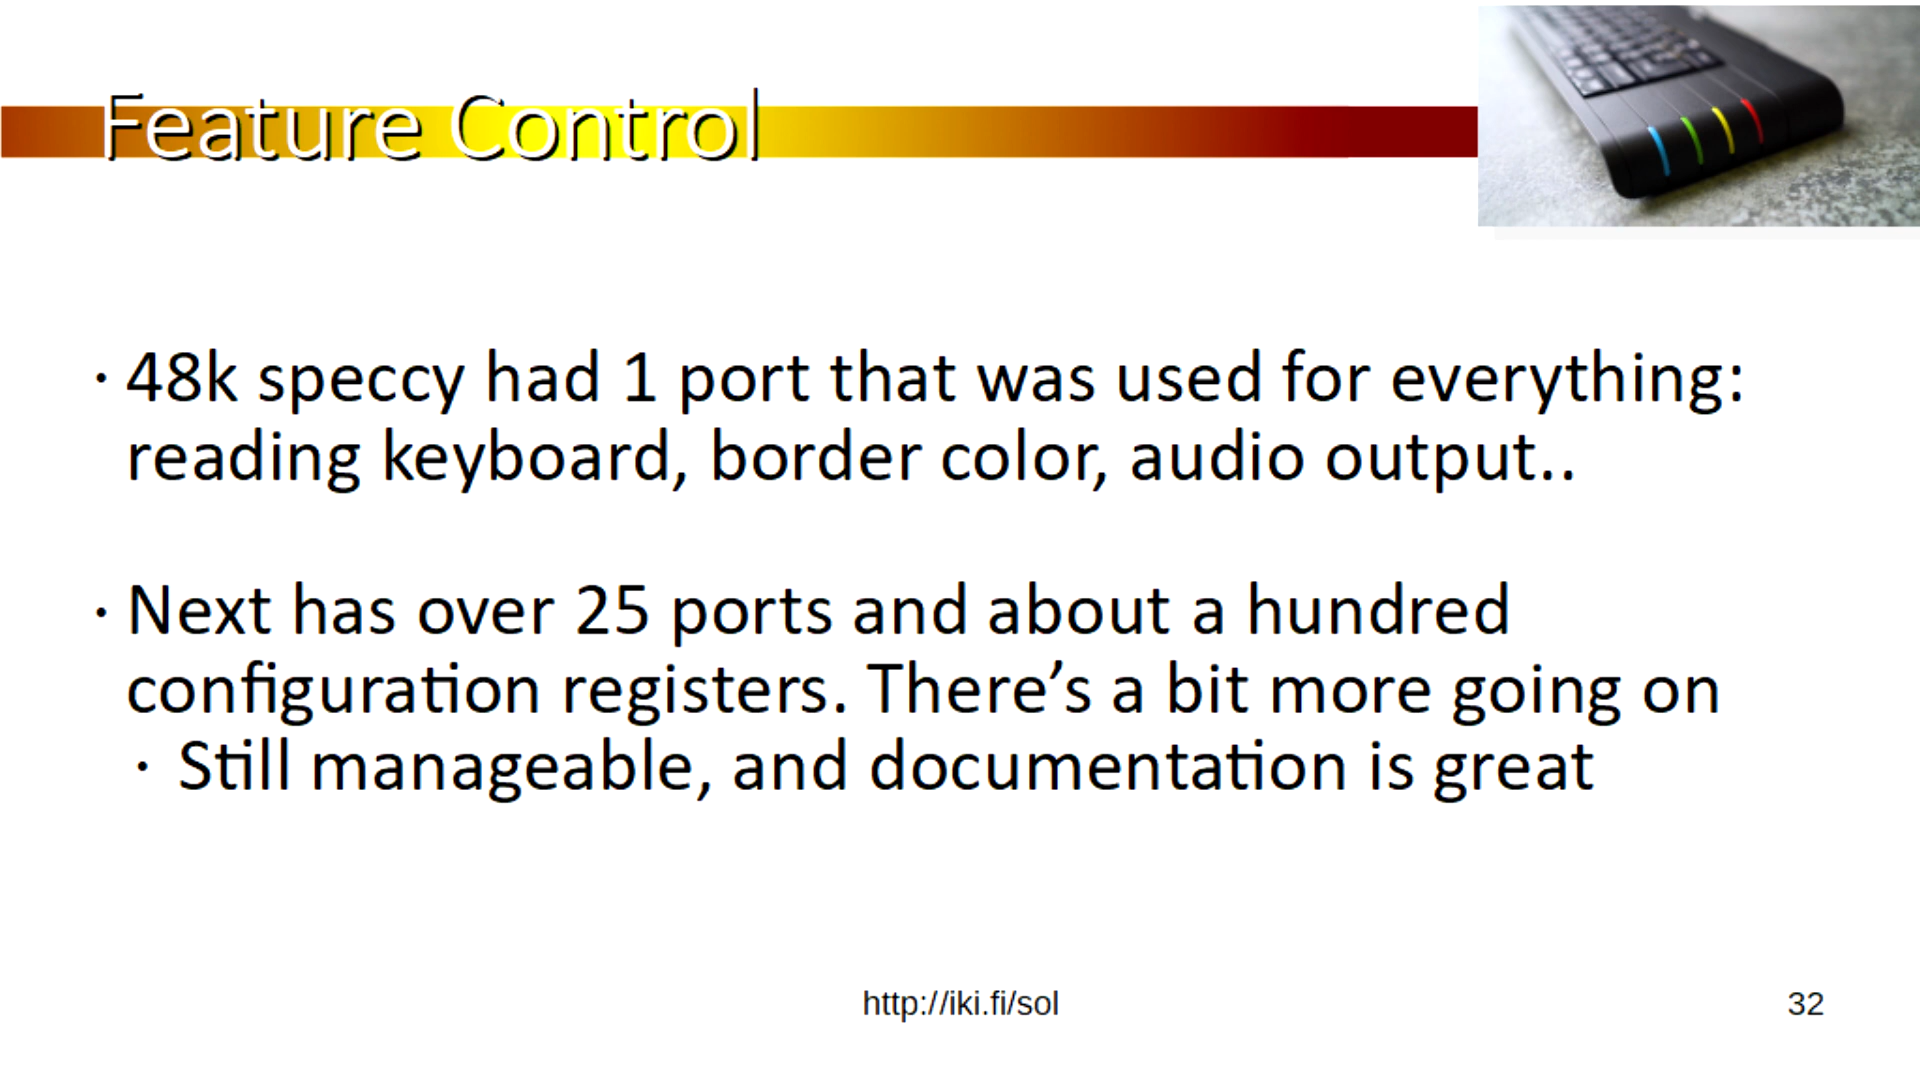 Feature Control
· 48k speccy had 1 port that was used for everything:
reading keyboard, border color, audio output..
· Next has over 25 ports and about a hundred
configuration registers. There’s a bit more going on
· Still manageable, and documentation is great
http://iki.fi/sol
32